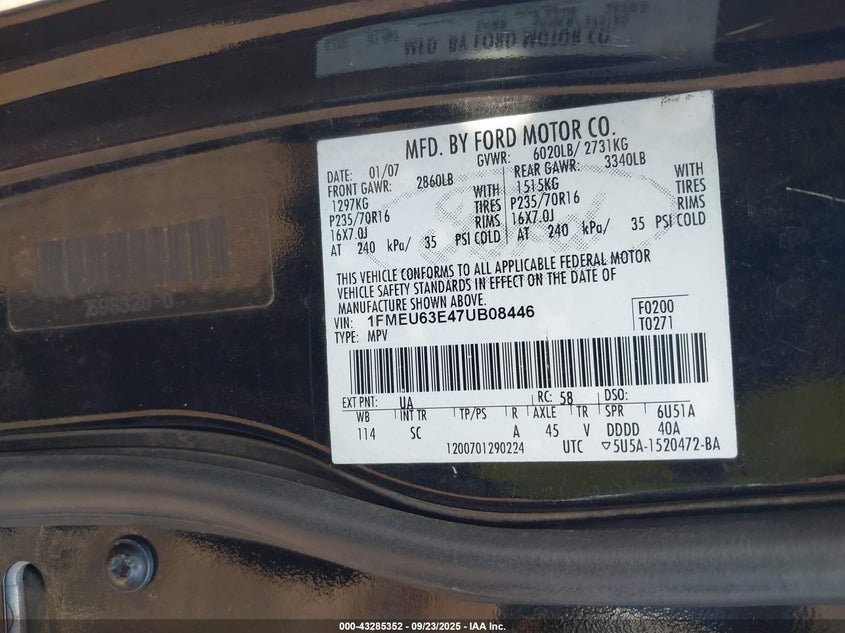 MFD. BY FORD MOTOR CO.
MFD. BY FORD MOTOR CO.
DATE: 01/07 GVWR: 6020LB/ 2731KG
FRONT GAWR: 2860LB REAR GAWR: 3340LB
1297KG WITH 1515KG WITH
P235/70R16 TIRES P235/70R16 TIRES
16X7.0J RIMS 16X7.0J RIMS
AT 240 kPa/ 35 PSI COLD AT 240 kPa/ 35 PSI COLD
THIS VEHICLE CONFORMS TO ALL APPLICABLE FEDERAL MOTOR
VEHICLE SAFETY STANDARDS IN EFFECT ON THE DATE OF
MANUFACTURE SHOWN ABOVE.
VIN: 1FMEU63E47UB08446
TYPE: MPV
F0200
T0271
EXT PNT: UA RC: 58 DSO:
WB INT TR TP/PS R AXLE TR SPR 6U51A
114 SC A 45 V DDDD 40A
1200701290224 UTC ▽5U5A-1520472-BA
696320-0
000-43285352 - 09/23/2025 - IAA Inc.